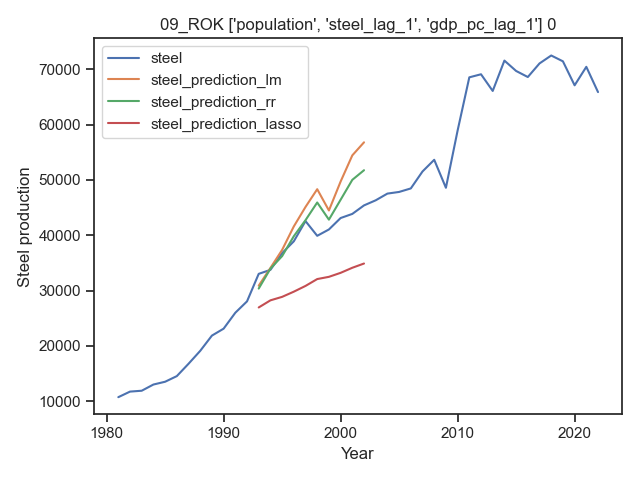 09_ROK ['population', 'steel_lag_1', 'gdp_pc_lag_1'] 0
steel
steel_prediction_lm
steel_prediction_rr
steel_prediction_lasso
Steel production
70000
60000
50000
40000
30000
20000
10000
1980
1990
2000
2010
2020
Year